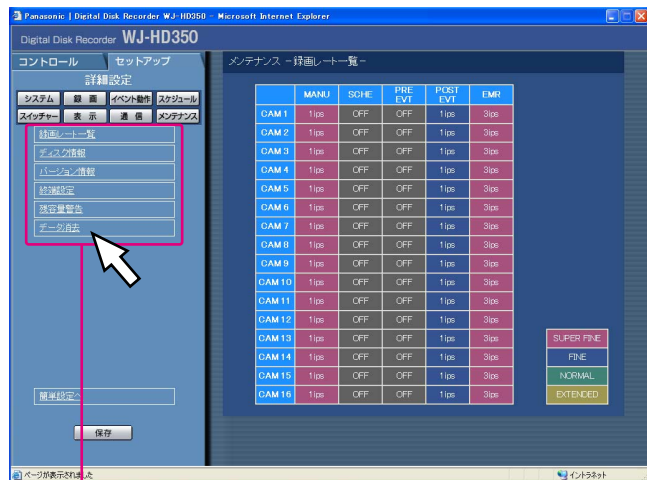 Panasonic | Digital Disk Recorder WJ-HD350 - Microsoft Internet Explorer
Digital Disk Recorder WJ-HD350
コントロール セットアップ
詳細設定
システム 録 画 イベント動作 スケジュール
スイッチャー 表 示 通 信 メンテナンス
録画レート一覧
ディスク情報
バージョン情報
終端設定
残容量警告
データ消去
簡単設定へ
保存
メンテナンス －録画レート一覧－
MANU SCHE PRE EVT POST EVT EMR
CAM 1 1ips OFF OFF 1ips 3ips
CAM 2 1ips OFF OFF 1ips 3ips
CAM 3 1ips OFF OFF 1ips 3ips
CAM 4 1ips OFF OFF 1ips 3ips
CAM 5 1ips OFF OFF 1ips 3ips
CAM 6 1ips OFF OFF 1ips 3ips
CAM 7 1ips OFF OFF 1ips 3ips
CAM 8 1ips OFF OFF 1ips 3ips
CAM 9 1ips OFF OFF 1ips 3ips
CAM 10 1ips OFF OFF 1ips 3ips
CAM 11 1ips OFF OFF 1ips 3ips
CAM 12 1ips OFF OFF 1ips 3ips
CAM 13 1ips OFF OFF 1ips 3ips
CAM 14 1ips OFF OFF 1ips 3ips
CAM 15 1ips OFF OFF 1ips 3ips
CAM 16 1ips OFF OFF 1ips 3ips
SUPER FINE
FINE
NORMAL
EXTENDED
ページが表示されました
イントラネット